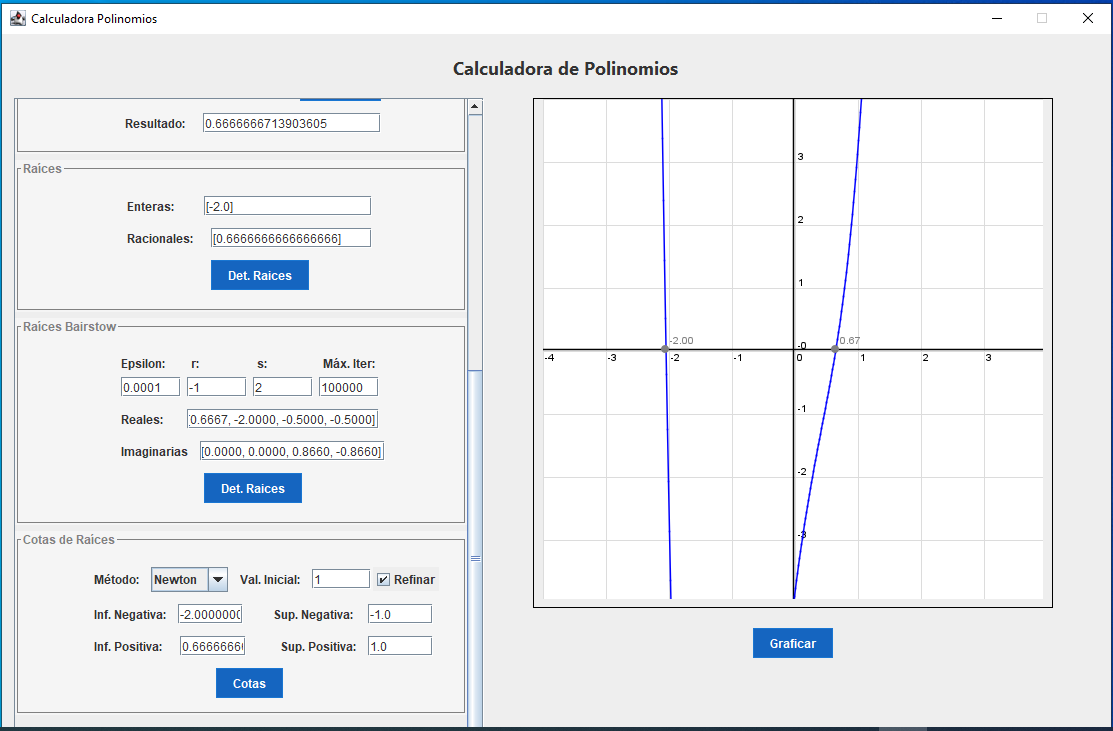 Calculadora Polinomios
Calculadora de Polinomios
Resultado: 0.6666666713903605
Raíces
Enteras: [-2.0]
Racionales: [0.6666666666666666]
Det. Raices
Raíces Bairstow
Epsilon: r: s: Máx. Iter:
0.0001 -1 2 100000
Reales: 0.6667, -2.0000, -0.5000, -0.5000]
Imaginarias [0.0000, 0.0000, 0.8660, -0.8660]
Det. Raices
Cotas de Raíces
Método: Newton Val. Inicial: 1 Refinar
Inf. Negativa: -2.0000000 Sup. Negativa: -1.0
Inf. Positiva: 0.6666666 Sup. Positiva: 1.0
Cotas
3
2
1
-2.00 -0 0.67
-4 -3 -2 -1 0 1 2 3
-1
-2
-3
Graficar